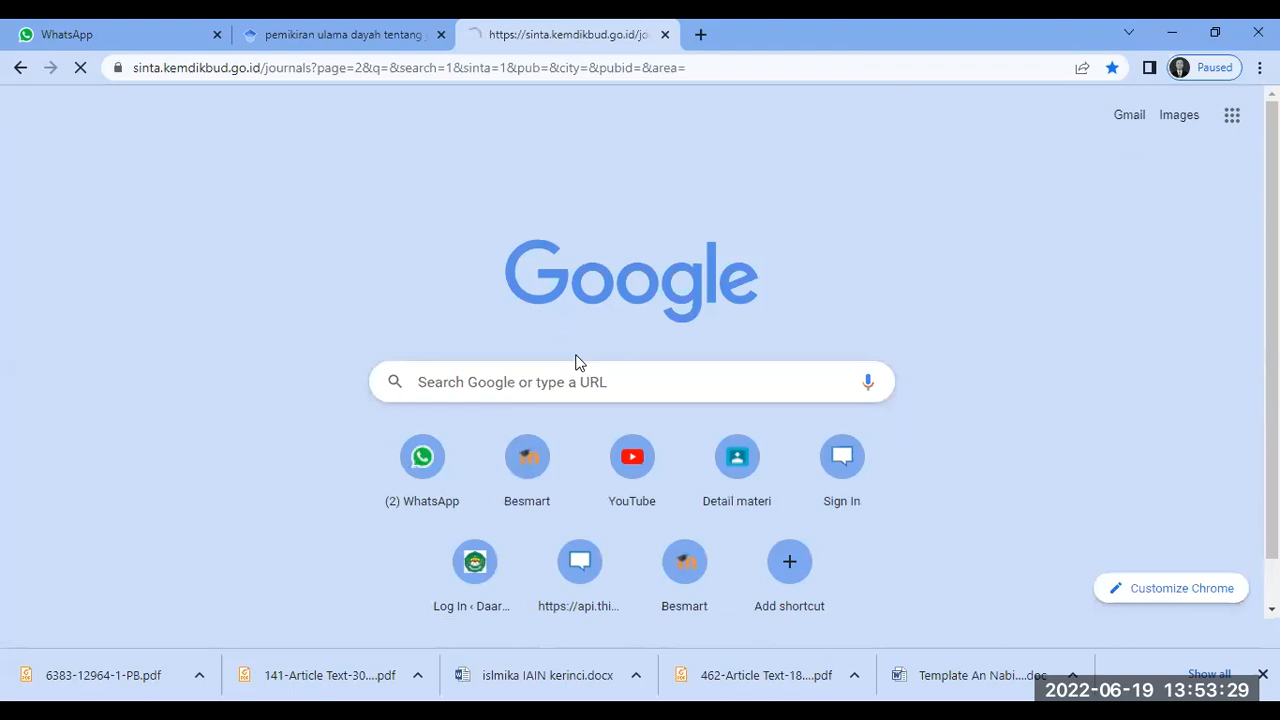 WhatsApp
pemikiran ulama dayah tentang
https://sinta.kemdikbud.go.id/jo
sinta.kemdikbud.go.id/journals?page=2&q=&search=1&sinta=1&pub=&city=&pubid=&area=
Paused
Gmail
Images
Google
Search Google or type a URL
(2) WhatsApp
Besmart
YouTube
Detail materi
Sign In
Log In ‹ Daar...
https://api.thi...
Besmart
Add shortcut
Customize Chrome
6383-12964-1-PB.pdf
141-Article Text-30....pdf
islmika IAIN kerinci.docx
462-Article Text-18....pdf
Template An Nabi....doc
Show all
2022-06-19 13:53:29